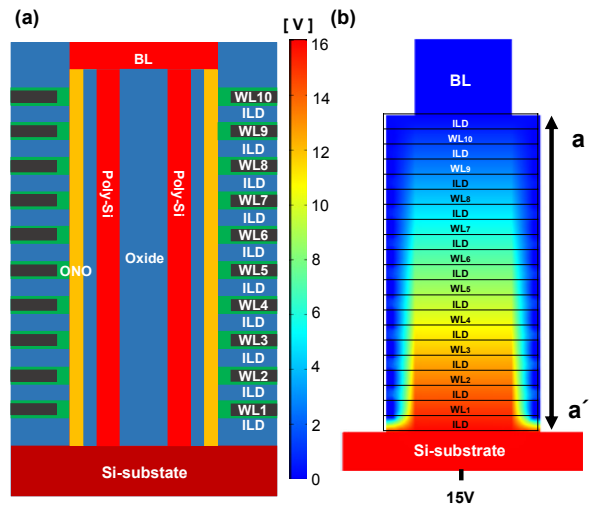 (a)
BL
WL10
ILD
WL9
ILD
WL8
ILD
WL7
ILD
WL6
ILD
WL5
ILD
WL4
ILD
WL3
ILD
WL2
ILD
WL1
ILD
Poly-Si
Poly-Si
ONO
Oxide
Si-substate
[ V ]
16
14
12
10
8
6
4
2
0
(b)
BL
ILD
WL10
ILD
WL9
ILD
WL8
ILD
WL7
ILD
WL6
ILD
WL5
ILD
WL4
ILD
WL3
ILD
WL2
ILD
WL1
ILD
a
a´
Si-substrate
15V